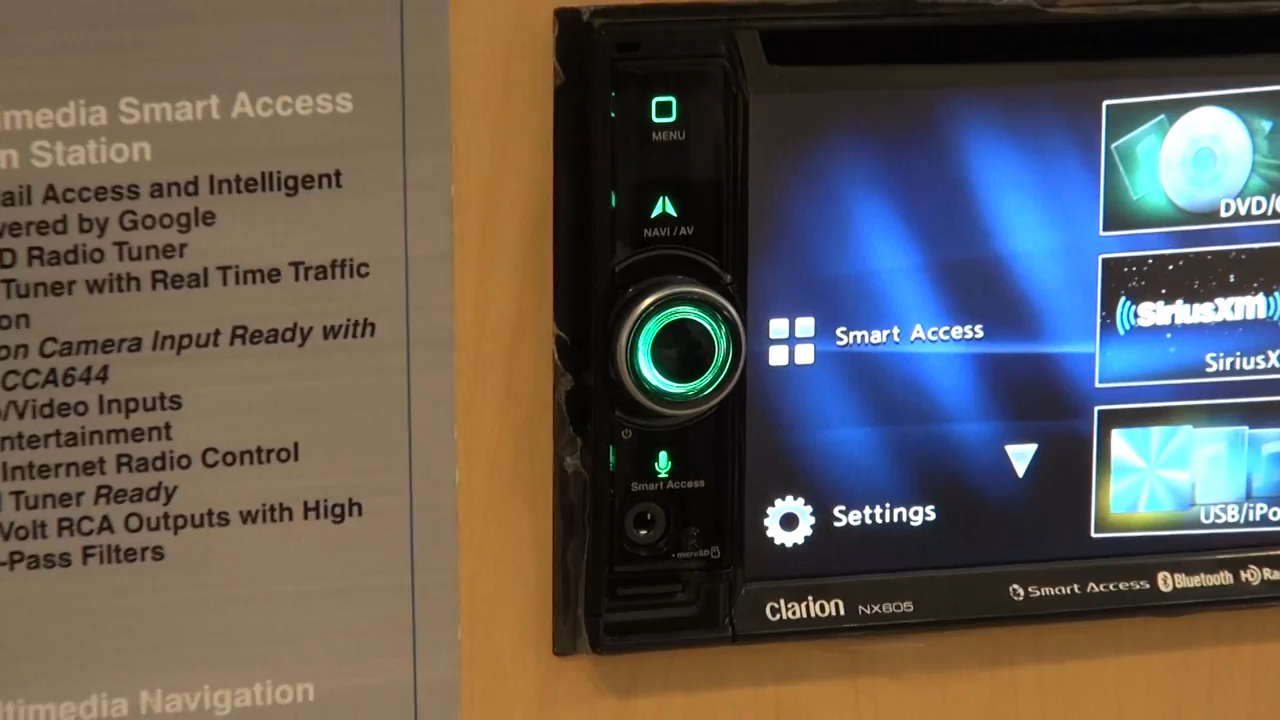 imedia Smart Access
n Station
ail Access and Intelligent
vered by Google
D Radio Tuner
Tuner with Real Time Traffic
on
on Camera Input Ready with
CCA644
/Video Inputs
ntertainment
Internet Radio Control
Tuner Ready
Volt RCA Outputs with High
-Pass Filters
timedia Navigation
MENU
NAVI / AV
Smart Access
microSD
Smart Access
Settings
DVD/
SiriusXM
SiriusX
USB/iPo
clarion NX605
Smart Access Bluetooth HD Ra